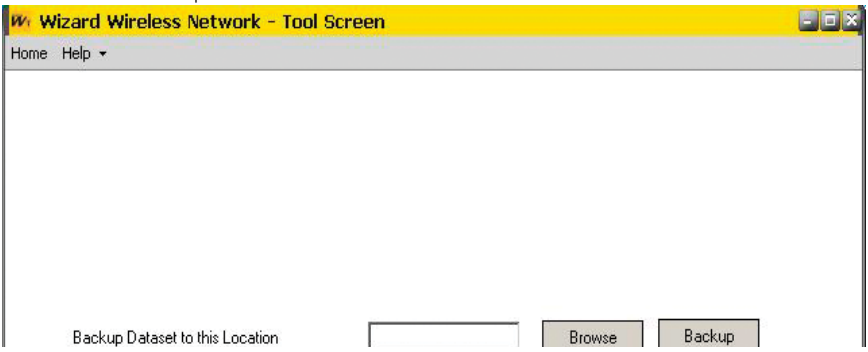 Wizard Wireless Network - Tool Screen
Home Help
Backup Dataset to this Location Browse Backup